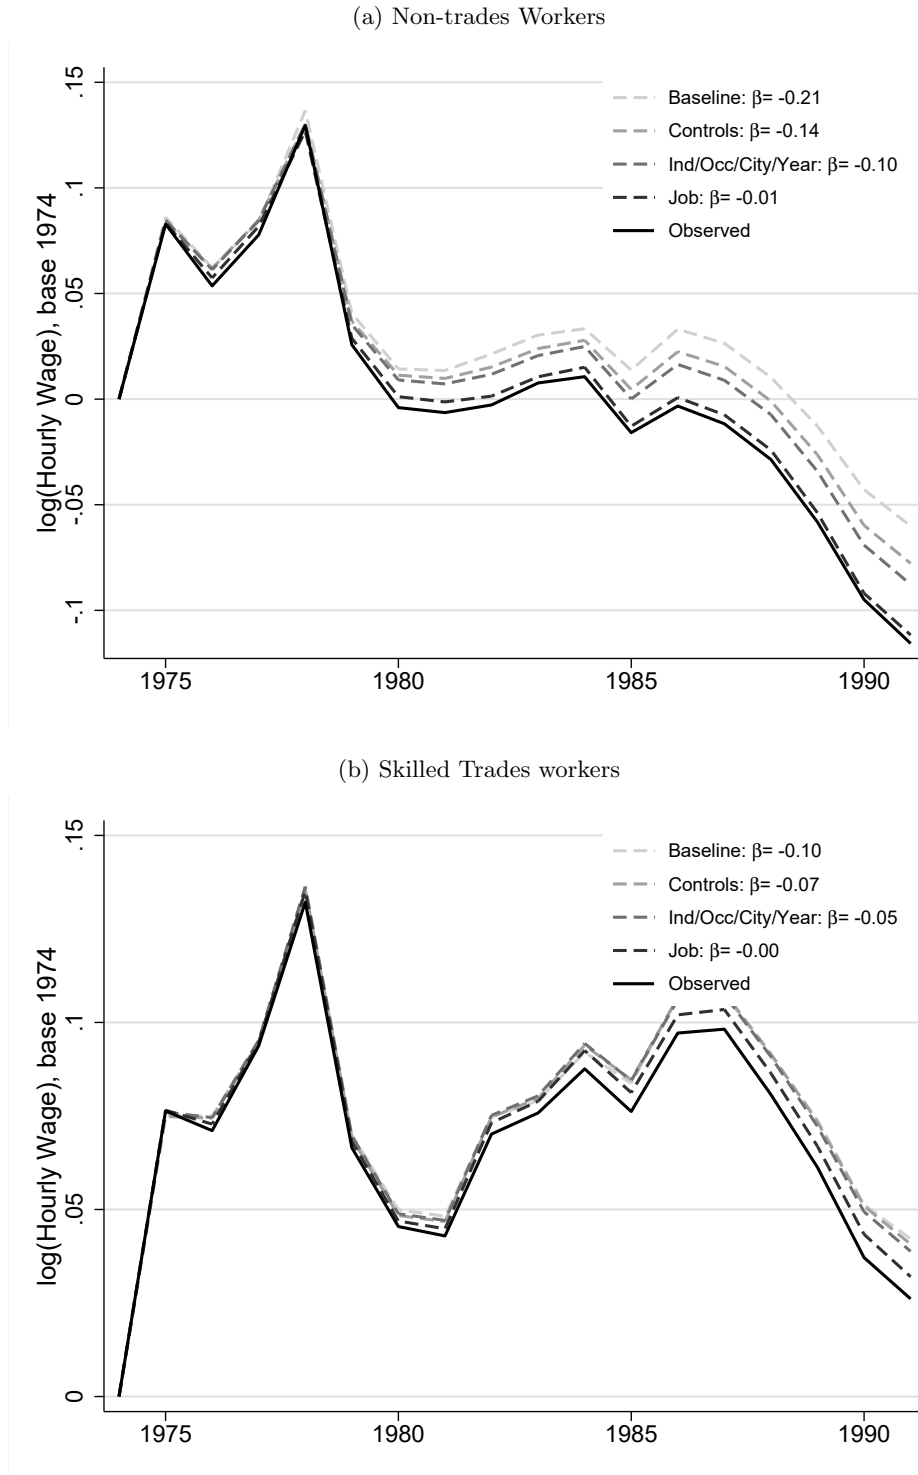 (a) Non-trades Workers
log(Hourly Wage), base 1974
.15
.1
.05
0
-.05
-.1
1975
1980
1985
1990
Baseline: β= -0.21
Controls: β= -0.14
Ind/Occ/City/Year: β= -0.10
Job: β= -0.01
Observed
(b) Skilled Trades workers
log(Hourly Wage), base 1974
.15
.1
.05
0
1975
1980
1985
1990
Baseline: β= -0.10
Controls: β= -0.07
Ind/Occ/City/Year: β= -0.05
Job: β= -0.00
Observed